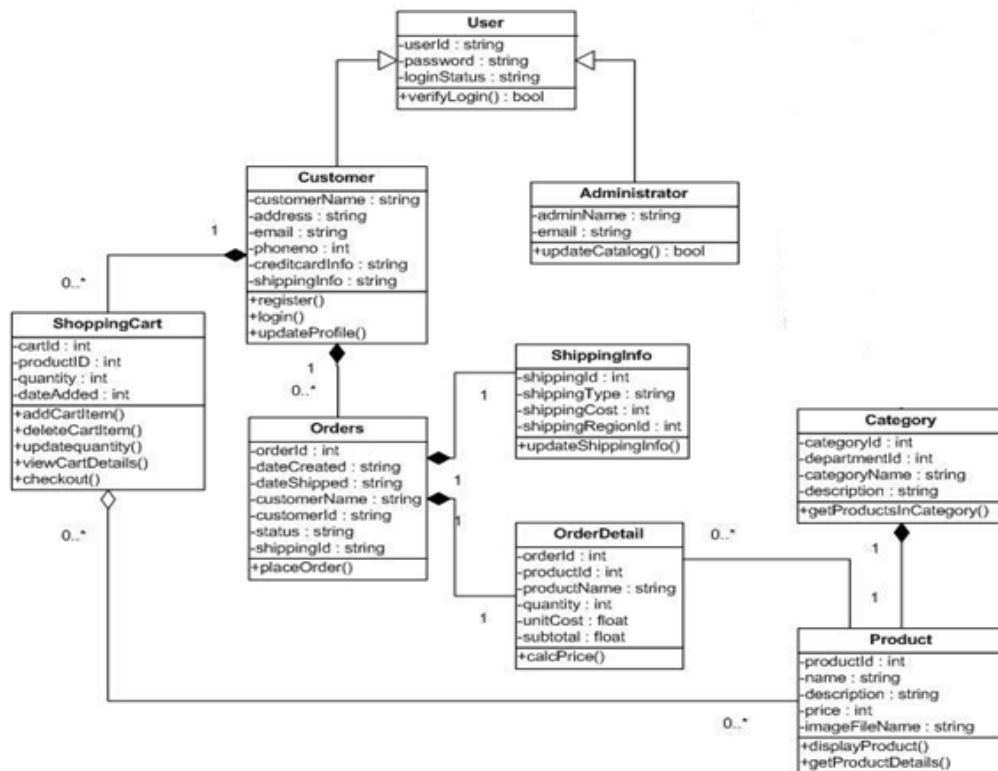 User
-userId : string
-password : string
-loginStatus : string
+verifyLogin() : bool
Customer
-customerName : string
-address : string
-email : string
-phoneno : int
-creditcardInfo : string
-shippingInfo : string
+register()
+login()
+updateProfile()
Administrator
-adminName : string
-email : string
+updateCatalog() : bool
1
0..*
ShoppingCart
-cartId : int
-productID : int
-quantity : int
-dateAdded : int
+addCartItem()
+deleteCartItem()
+updatequantity()
+viewCartDetails()
+checkout()
0..*
1
0..*
Orders
-orderId : int
-dateCreated : string
-dateShipped : string
-customerName : string
-customerId : string
-status : string
-shippingId : string
+placeOrder()
1
1
ShippingInfo
-shippingId : int
-shippingType : string
-shippingCost : int
-shippingRegionId : int
+updateShippingInfo()
1
1
OrderDetail
-orderId : int
-productId : int
-productName : string
-quantity : int
-unitCost : float
-subtotal : float
+calcPrice()
0..*
Category
-categoryId : int
-departmentId : int
-categoryName : string
-description : string
+getProductsInCategory()
1
1
Product
-productId : int
-name : string
-description : string
-price : int
-imageFileName : string
+displayProduct()
+getProductDetails()
0..*